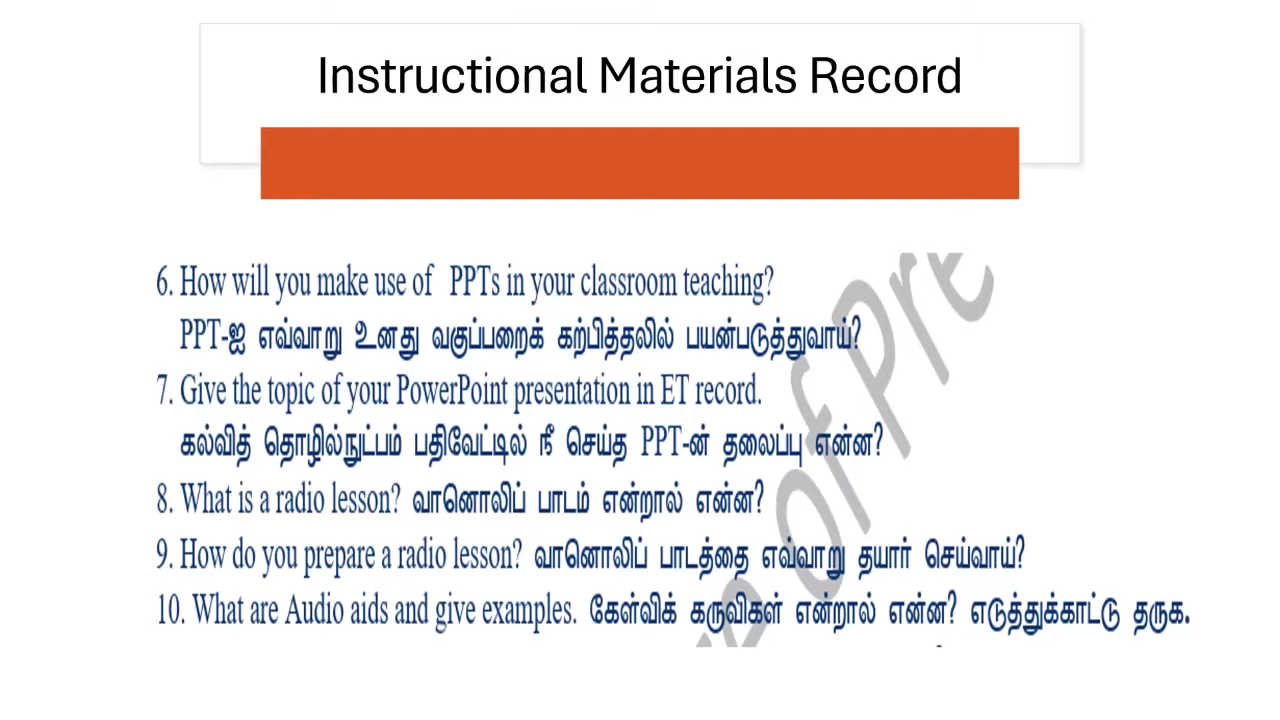 Instructional Materials Record
6. How will you make use of PPTs in your classroom teaching?
PPT-ஐ எவ்வாறு உனது வகுப்பறைக் கற்பித்தலில் பயன்படுத்துவாய்?
7. Give the topic of your PowerPoint presentation in ET record.
கல்வித் தொழில்நுட்பம் பதிவேட்டில் நீ செய்த PPT-ன் தலைப்பு என்ன?
8. What is a radio lesson? வானொலிப் பாடம் என்றால் என்ன?
9. How do you prepare a radio lesson? வானொலிப் பாடத்தை எவ்வாறு தயார் செய்வாய்?
10. What are Audio aids and give examples. கேள்விக் கருவிகள் என்றால் என்ன? எடுத்துக்காட்டு தருக.
of